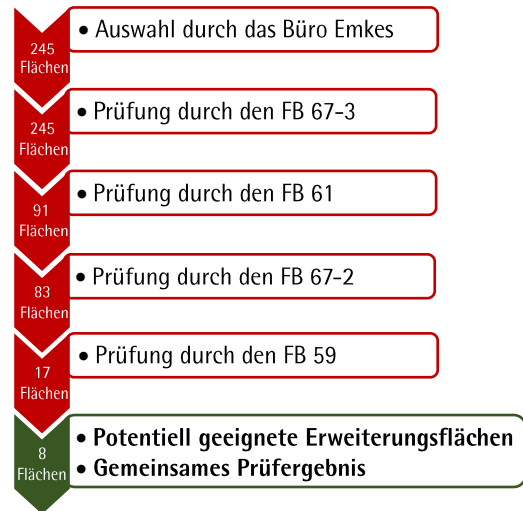 245
Flächen
• Auswahl durch das Büro Emkes
245
Flächen
• Prüfung durch den FB 67-3
91
Flächen
• Prüfung durch den FB 61
83
Flächen
• Prüfung durch den FB 67-2
17
Flächen
• Prüfung durch den FB 59
8
Flächen
• Potentiell geeignete Erweiterungsflächen
• Gemeinsames Prüfergebnis